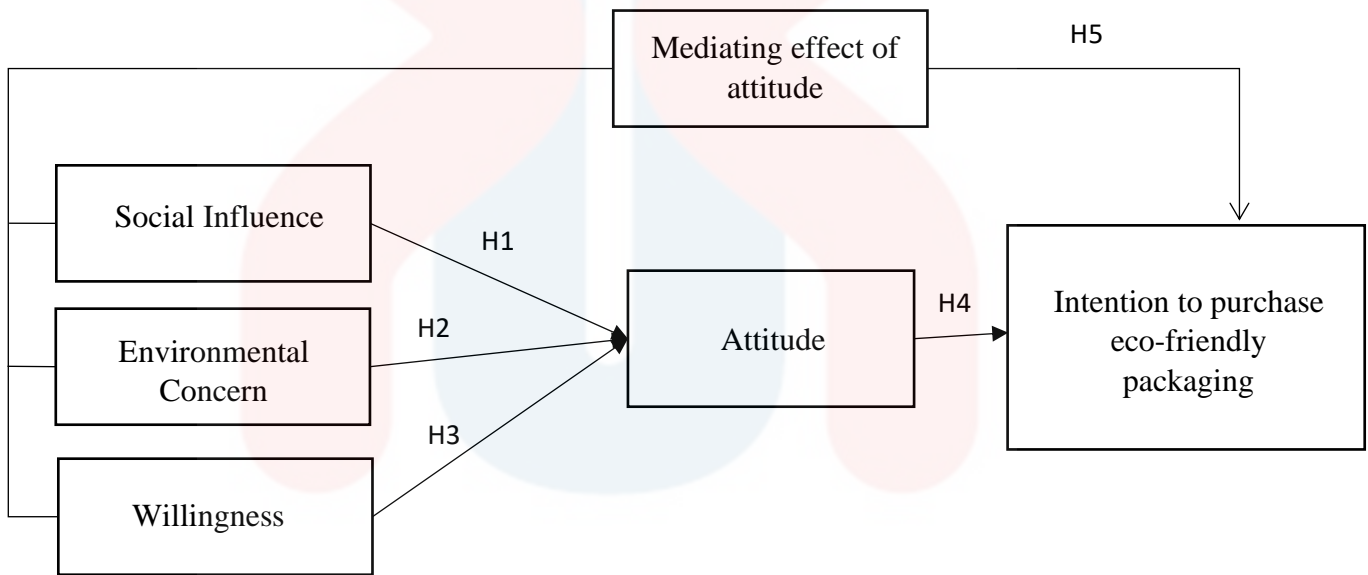 Mediating effect of
attitude
H5
Social Influence
H1
Environmental
Concern
H2
Willingness
H3
Attitude
H4
Intention to purchase
eco-friendly
packaging